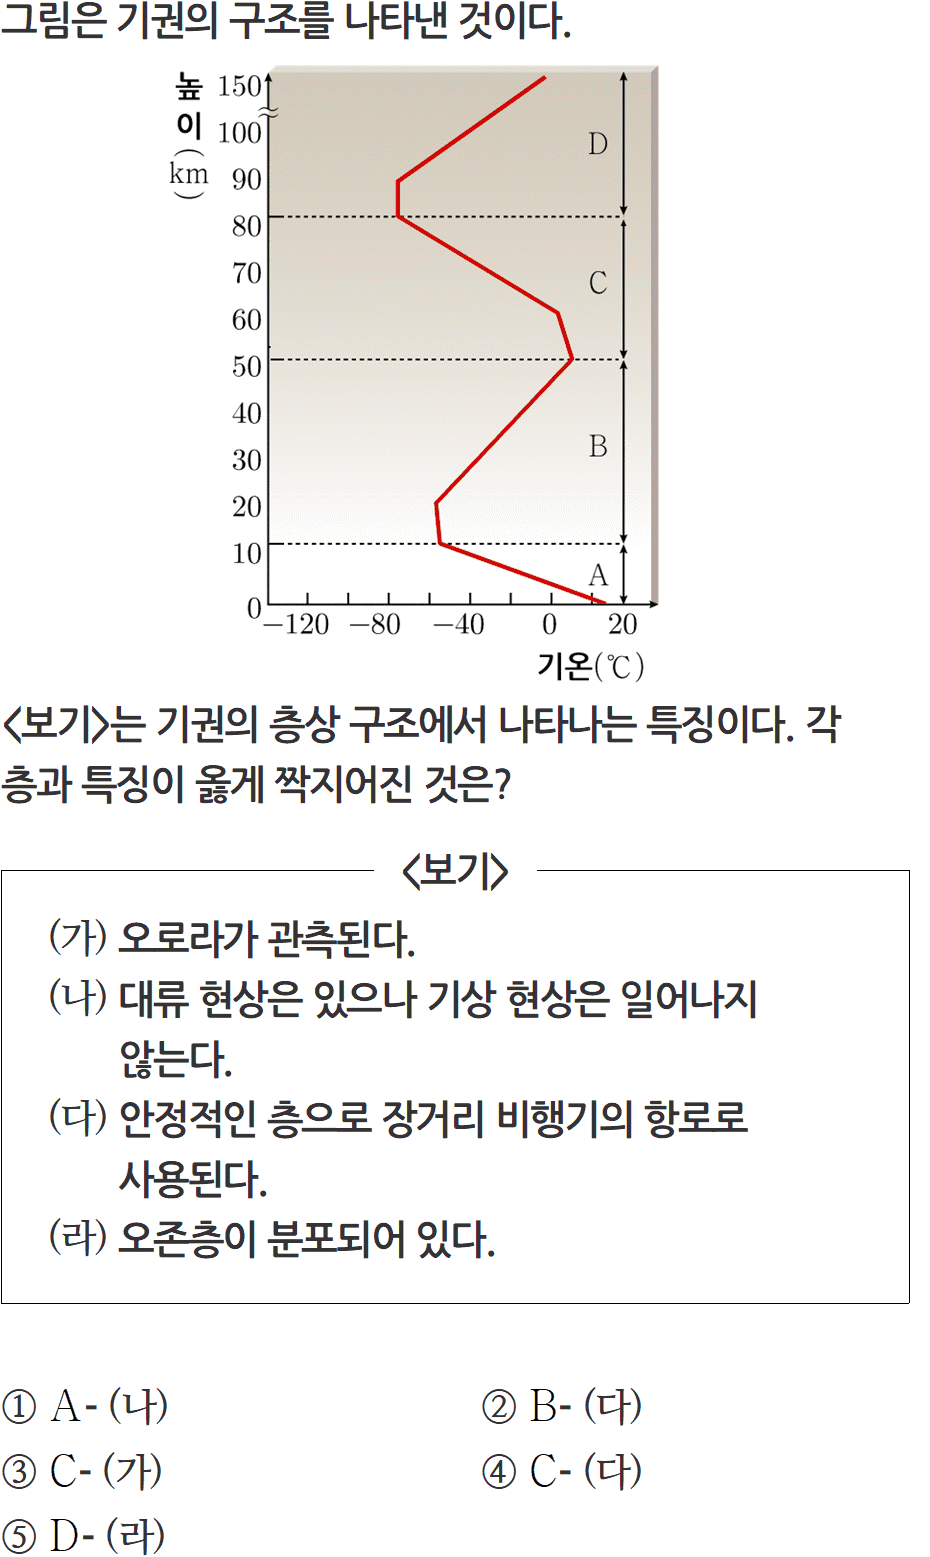 그림은 기권의 구조를 나타낸 것이다.
높이(km)
150
100
90
80
70
60
50
40
30
20
10
0
D
C
B
A
−120 −80 −40 0 20
기온(℃)
<보기>는 기권의 층상 구조에서 나타나는 특징이다. 각
층과 특징이 옳게 짝지어진 것은?
<보기>
(가) 오로라가 관측된다.
(나) 대류 현상은 있으나 기상 현상은 일어나지
않는다.
(다) 안정적인 층으로 장거리 비행기의 항로로
사용된다.
(라) 오존층이 분포되어 있다.
① A- (나) ② B- (다)
③ C- (가) ④ C- (다)
⑤ D- (라)